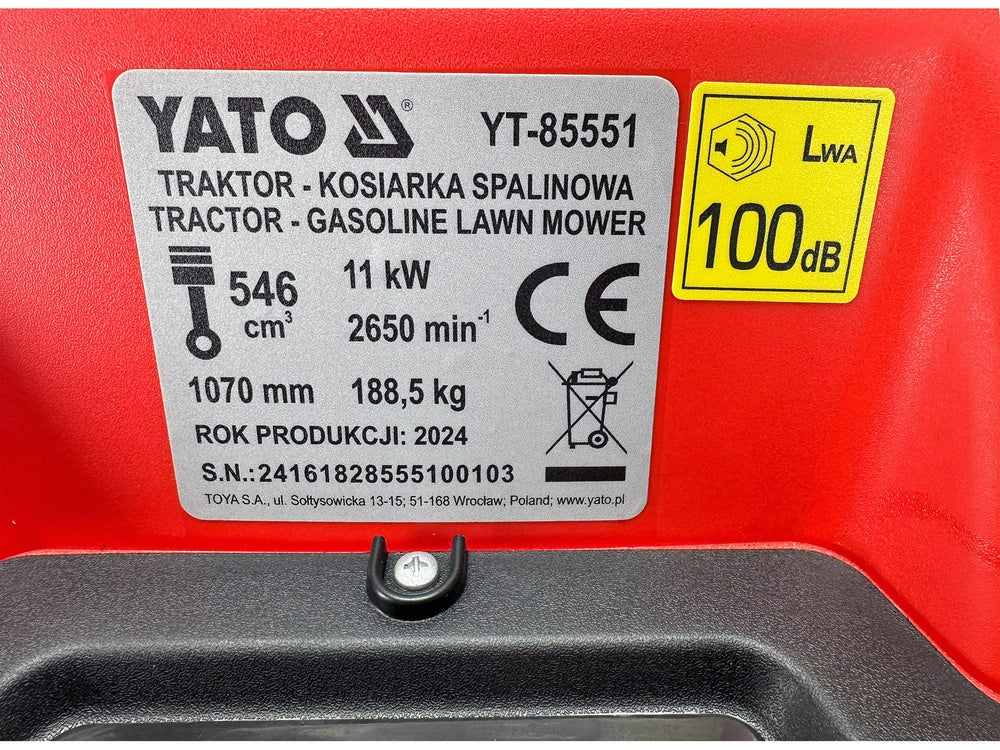 YATO ® YT-85551
TRAKTOR - KOSIARKA SPALINOWA
TRACTOR - GASOLINE LAWN MOWER
546 cm³
11 kW
2650 min⁻¹
CE
1070 mm 188,5 kg
ROK PRODUKCJI: 2024
S.N.:24161828555100103
TOYA S.A., ul. Sołtysowicka 13-15; 51-168 Wrocław; Poland; www.yato.pl
LWA
100dB